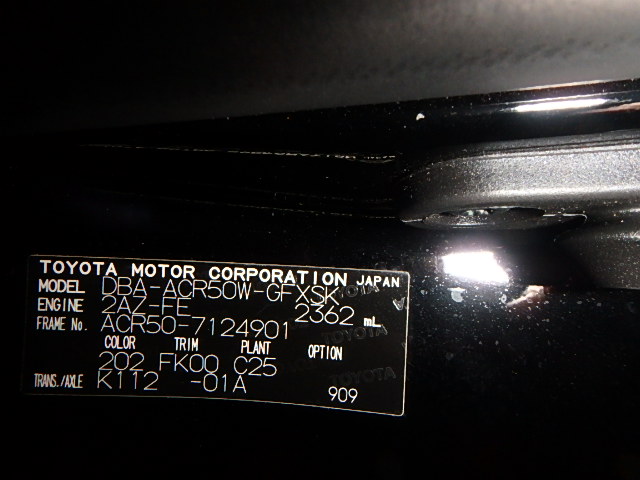 TOYOTA MOTOR CORPORATION JAPAN
MODEL DBA-ACR50W-GFXSK
ENGINE 2AZ-FE 2362 mL
FRAME No. ACR50-7124901
COLOR TRIM PLANT OPTION
202 FK00 C25
TRANS./AXLE K112 -01A
909